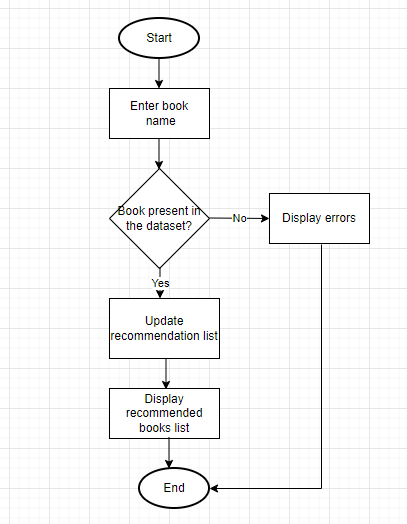 Start
Enter book
name
Book present in
the dataset?
No
Display errors
Yes
Update
recommendation list
Display
recommended
books list
End